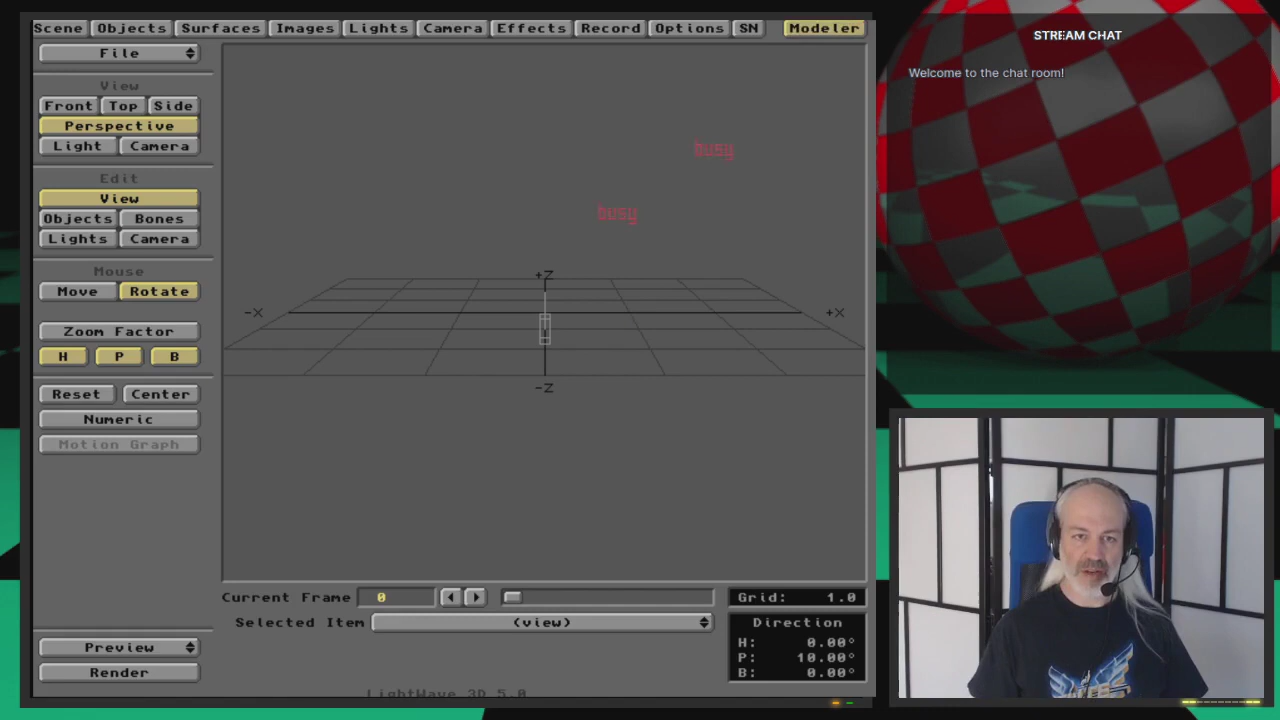 Scene Objects Surfaces Images Lights Camera Effects Record Options SN Modeler
File
View
Front Top Side
Perspective
Light Camera
Edit
View
Objects Bones
Lights Camera
Mouse
Move Rotate
Zoom Factor
H P B
Reset Center
Numeric
Motion Graph
Preview
Render
busy
busy
+Z
-X
+X
-Z
Current Frame 0
Selected Item (view)
Grid: 1.0
Direction
H: 0.00°
P: 10.00°
B: 0.00°
LightWave 3D 5.0
STREAM CHAT
Welcome to the chat room!